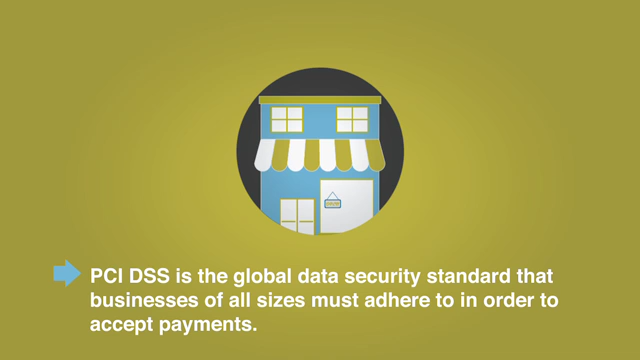 PCI DSS is the global data security standard that
businesses of all sizes must adhere to in order to
accept payments.